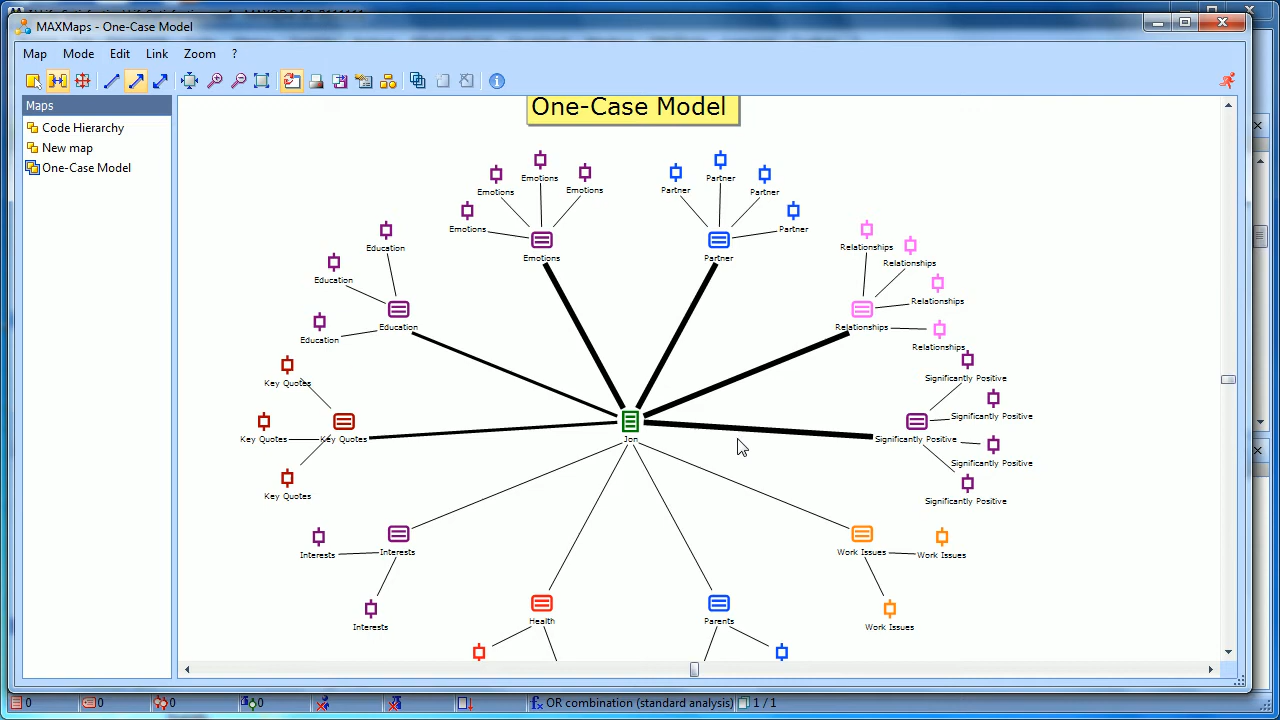 MAXMaps - One-Case Model
Map Mode Edit Link Zoom ?
Maps
Code Hierarchy
New map
One-Case Model
One-Case Model
Emotions
Emotions
Emotions
Emotions
Emotions
Partner
Partner
Partner
Partner
Partner
Education
Education
Education
Education
Relationships
Relationships
Relationships
Relationships
Relationships
Key Quotes
Key Quotes
Key Quotes
Key Quotes
Jon
Significantly Positive
Significantly Positive
Significantly Positive
Significantly Positive
Significantly Positive
Interests
Interests
Interests
Work Issues
Work Issues
Work Issues
Health
Parents
0 0 0 0 OR combination (standard analysis) 1 / 1